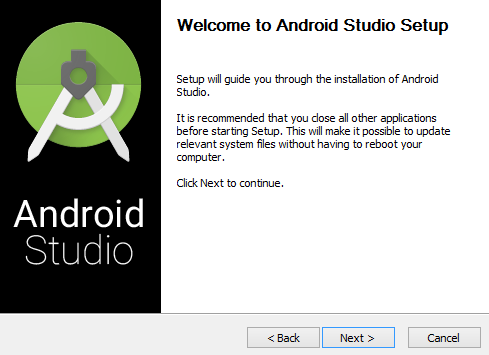 Welcome to Android Studio Setup
Setup will guide you through the installation of Android
Studio.
It is recommended that you close all other applications
before starting Setup. This will make it possible to update
relevant system files without having to reboot your
computer.
Click Next to continue.
Android
Studio
< Back
Next >
Cancel